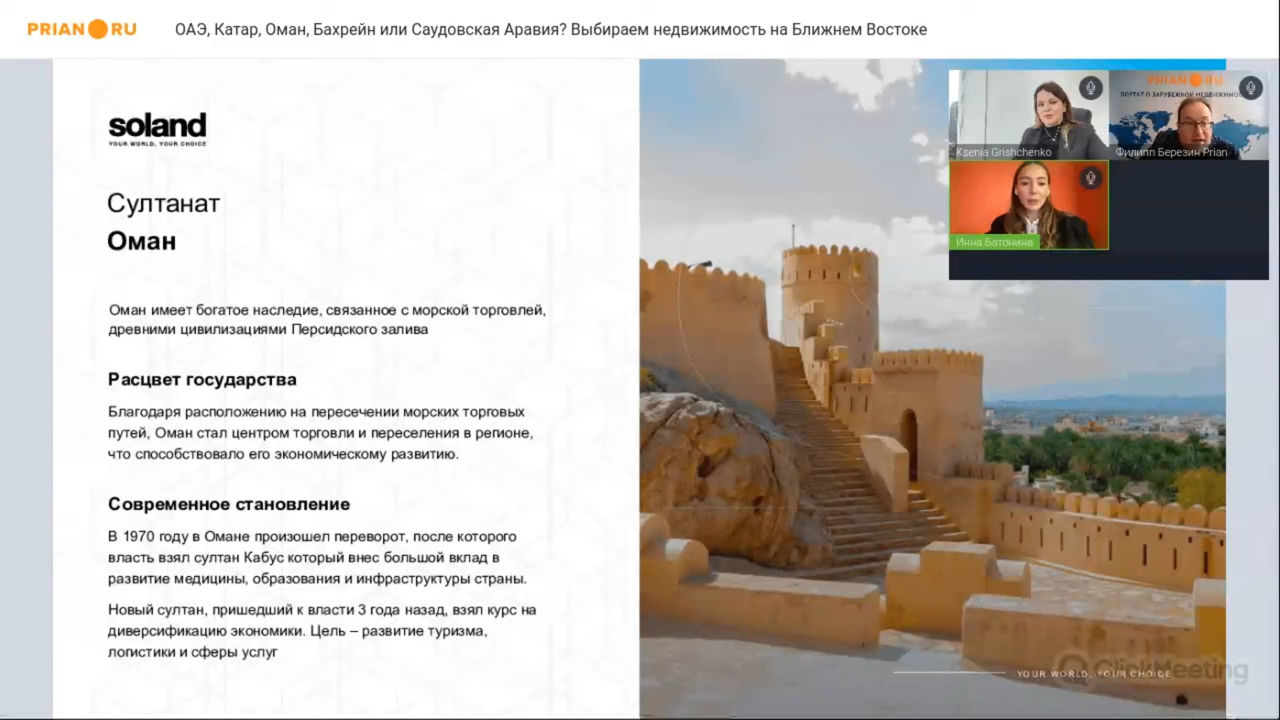 PRIAN RU
ОАЭ, Катар, Оман, Бахрейн или Саудовская Аравия? Выбираем недвижимость на Ближнем Востоке
soland
YOUR WORLD, YOUR CHOICE
Султанат
Оман
Оман имеет богатое наследие, связанное с морской торговлей,
древними цивилизациями Персидского залива
Расцвет государства
Благодаря расположению на пересечении морских торговых
путей, Оман стал центром торговли и переселения в регионе,
что способствовало его экономическому развитию.
Современное становление
В 1970 году в Омане произошел переворот, после которого
власть взял султан Кабус который внес большой вклад в
развитие медицины, образования и инфраструктуры страны.
Новый султан, пришедший к власти 3 года назад, взял курс на
диверсификацию экономики. Цель – развитие туризма,
логистики и сферы услуг
PRIAN RU
ПОРТАЛ О ЗАРУБЕЖНОЙ НЕДВИЖИМОС
Ksenia Grishchenko
Филипп Березин Prian
Инна Батонина
YOUR WORLD, YOUR CHOICE
ClickMeeting